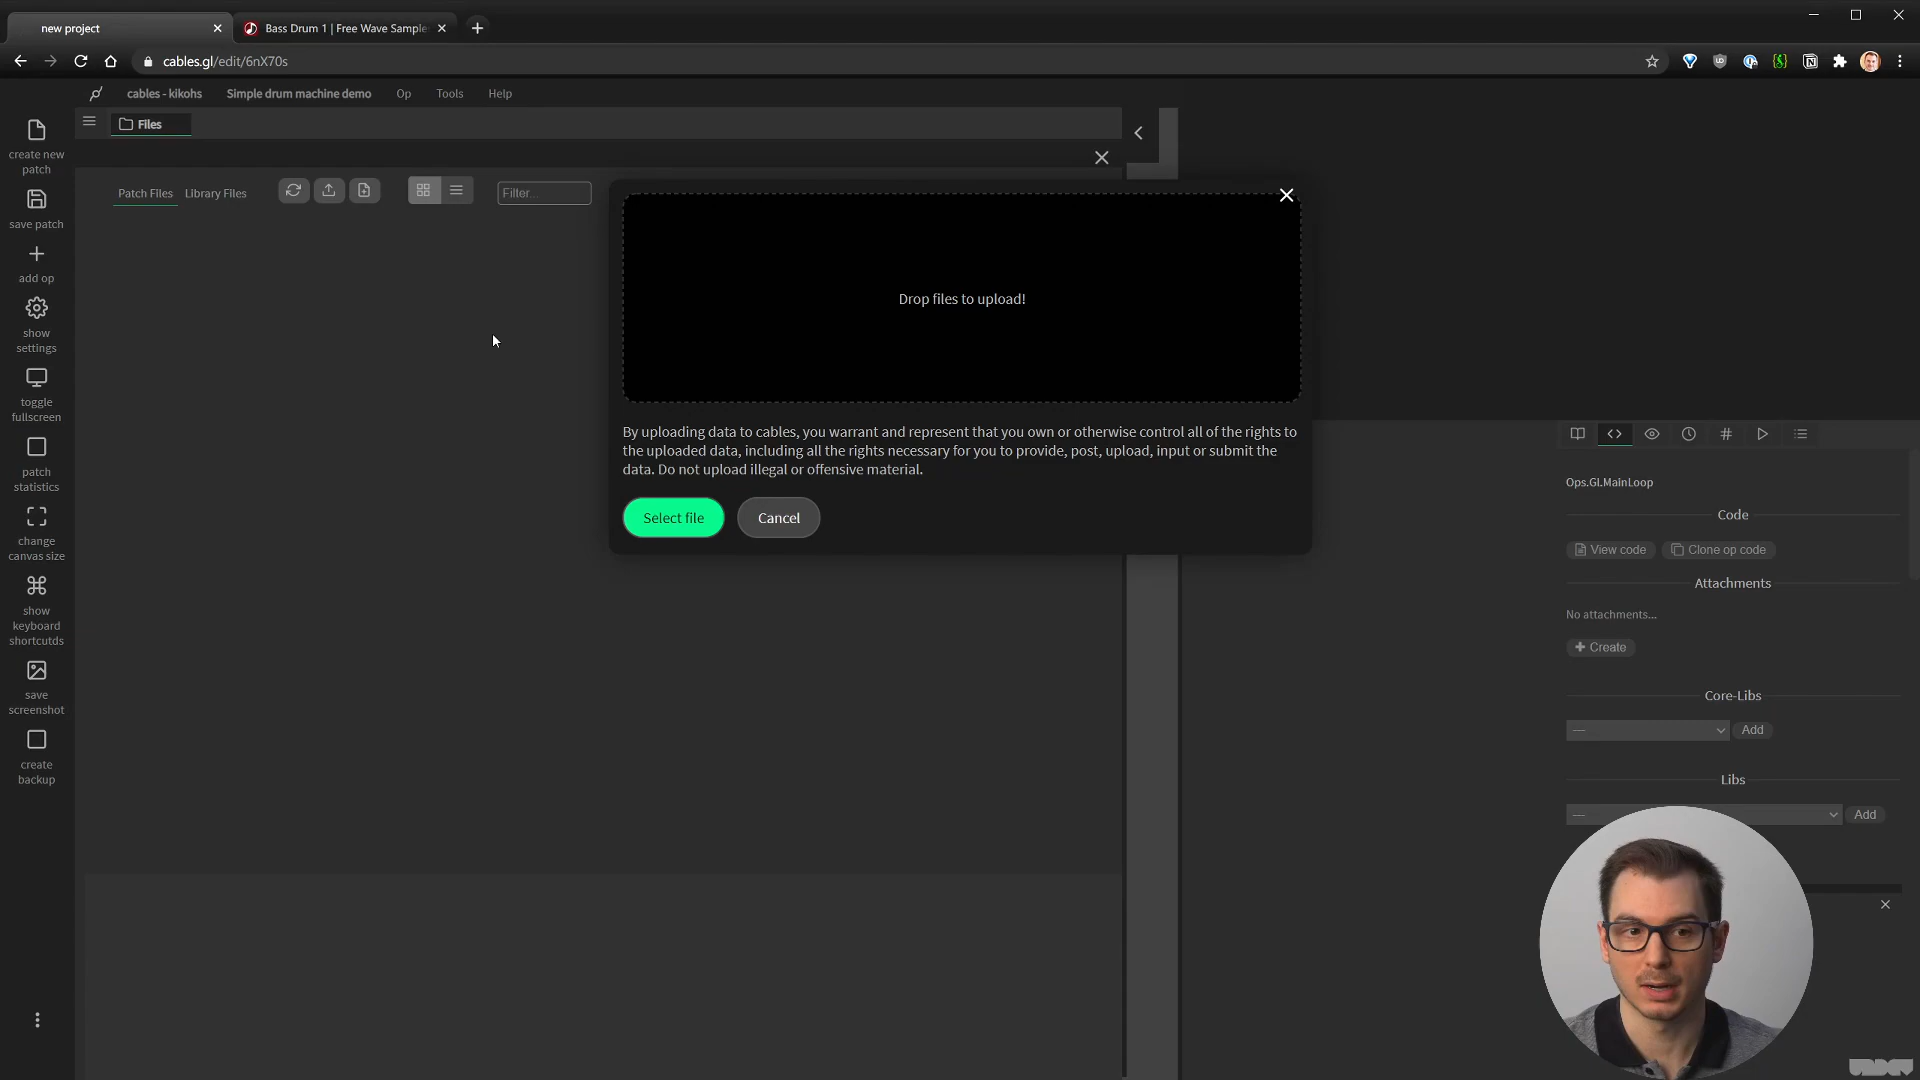 new project
Bass Drum 1 | Free Wave Sample
cables.gl/edit/6nX70s
cables - kikohs
Simple drum machine demo
Op
Tools
Help
Files
create new
patch
save patch
add op
show
settings
toggle
fullscreen
patch
statistics
change
canvas size
show
keyboard
shortcutds
save
screenshot
create
backup
Patch Files
Library Files
Filter...
Drop files to upload!
By uploading data to cables, you warrant and represent that you own or otherwise control all of the rights to
the uploaded data, including all the rights necessary for you to provide, post, upload, input or submit the
data. Do not upload illegal or offensive material.
Select file
Cancel
Ops.Gl.MainLoop
Code
View code
Clone op code
Attachments
No attachments...
+ Create
Core-Libs
---
Add
Libs
---
Add